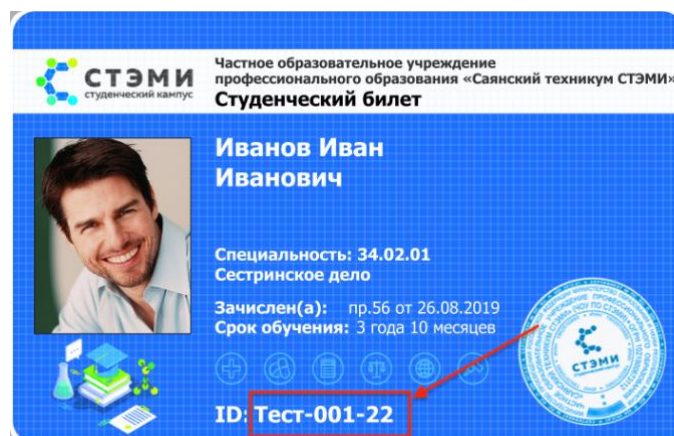 СТЭМИ
студенческий кампус
Частное образовательное учреждение
профессионального образования «Саянский техникум СТЭМИ»
Студенческий билет
Иванов Иван
Иванович
Специальность: 34.02.01
Сестринское дело
Зачислен(а): пр.56 от 26.08.2019
Срок обучения: 3 года 10 месяцев
СТЭМИ
ID: Тест-001-22